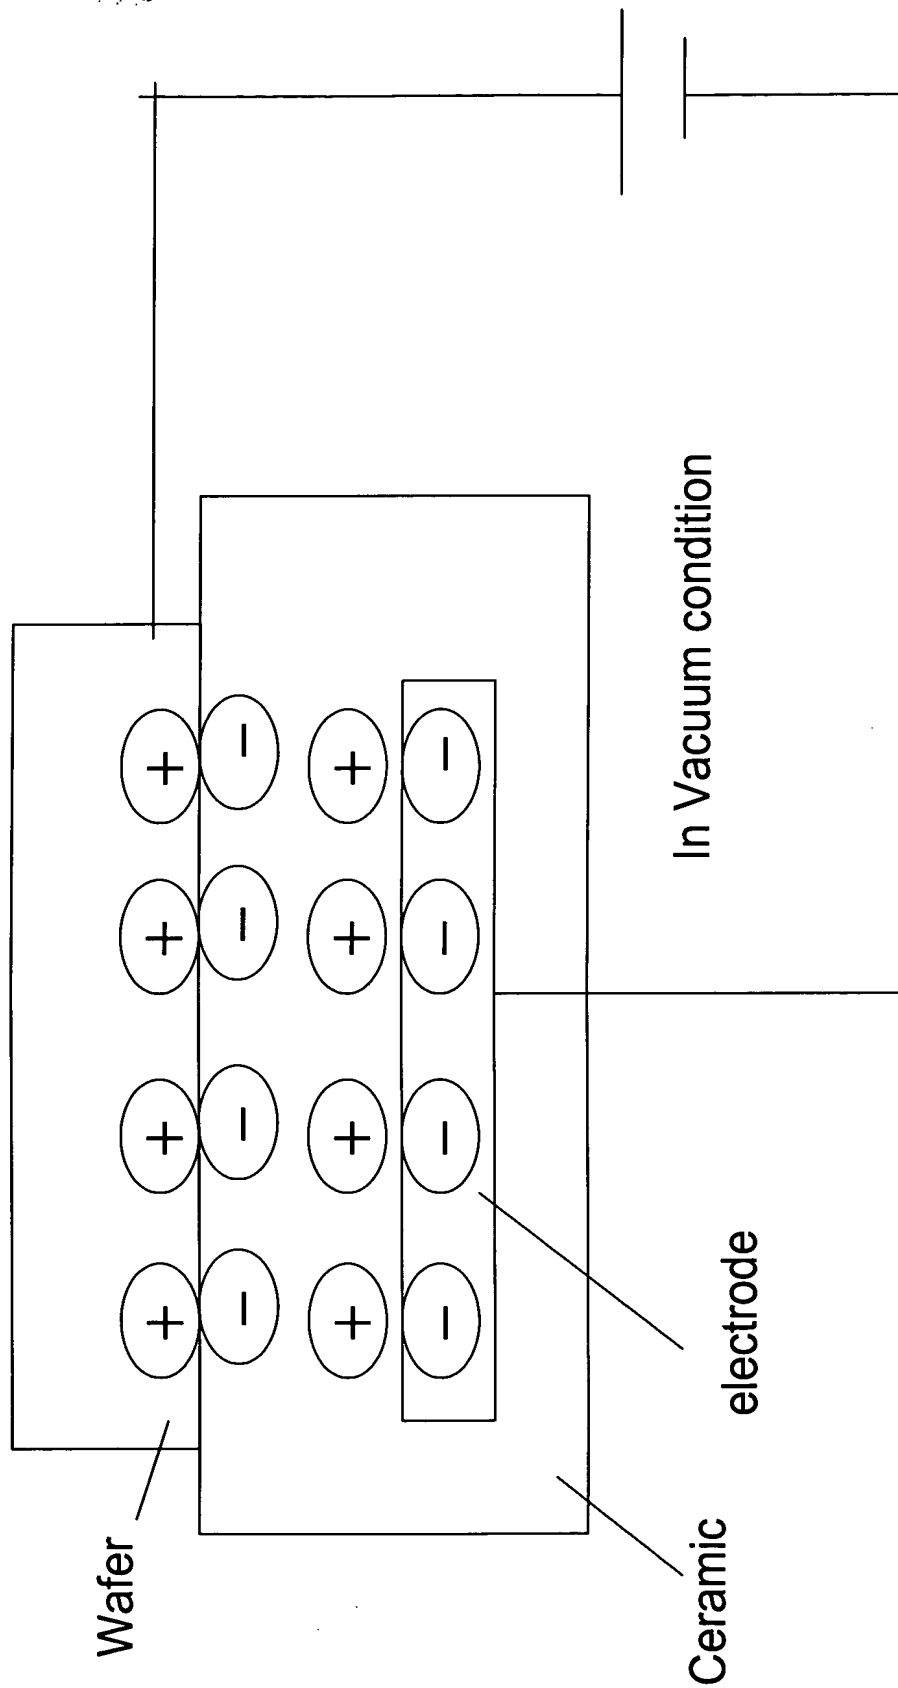 Wafer
+ + + +
− − − −
+ + + +
− − − −
Ceramic
electrode
In Vacuum condition